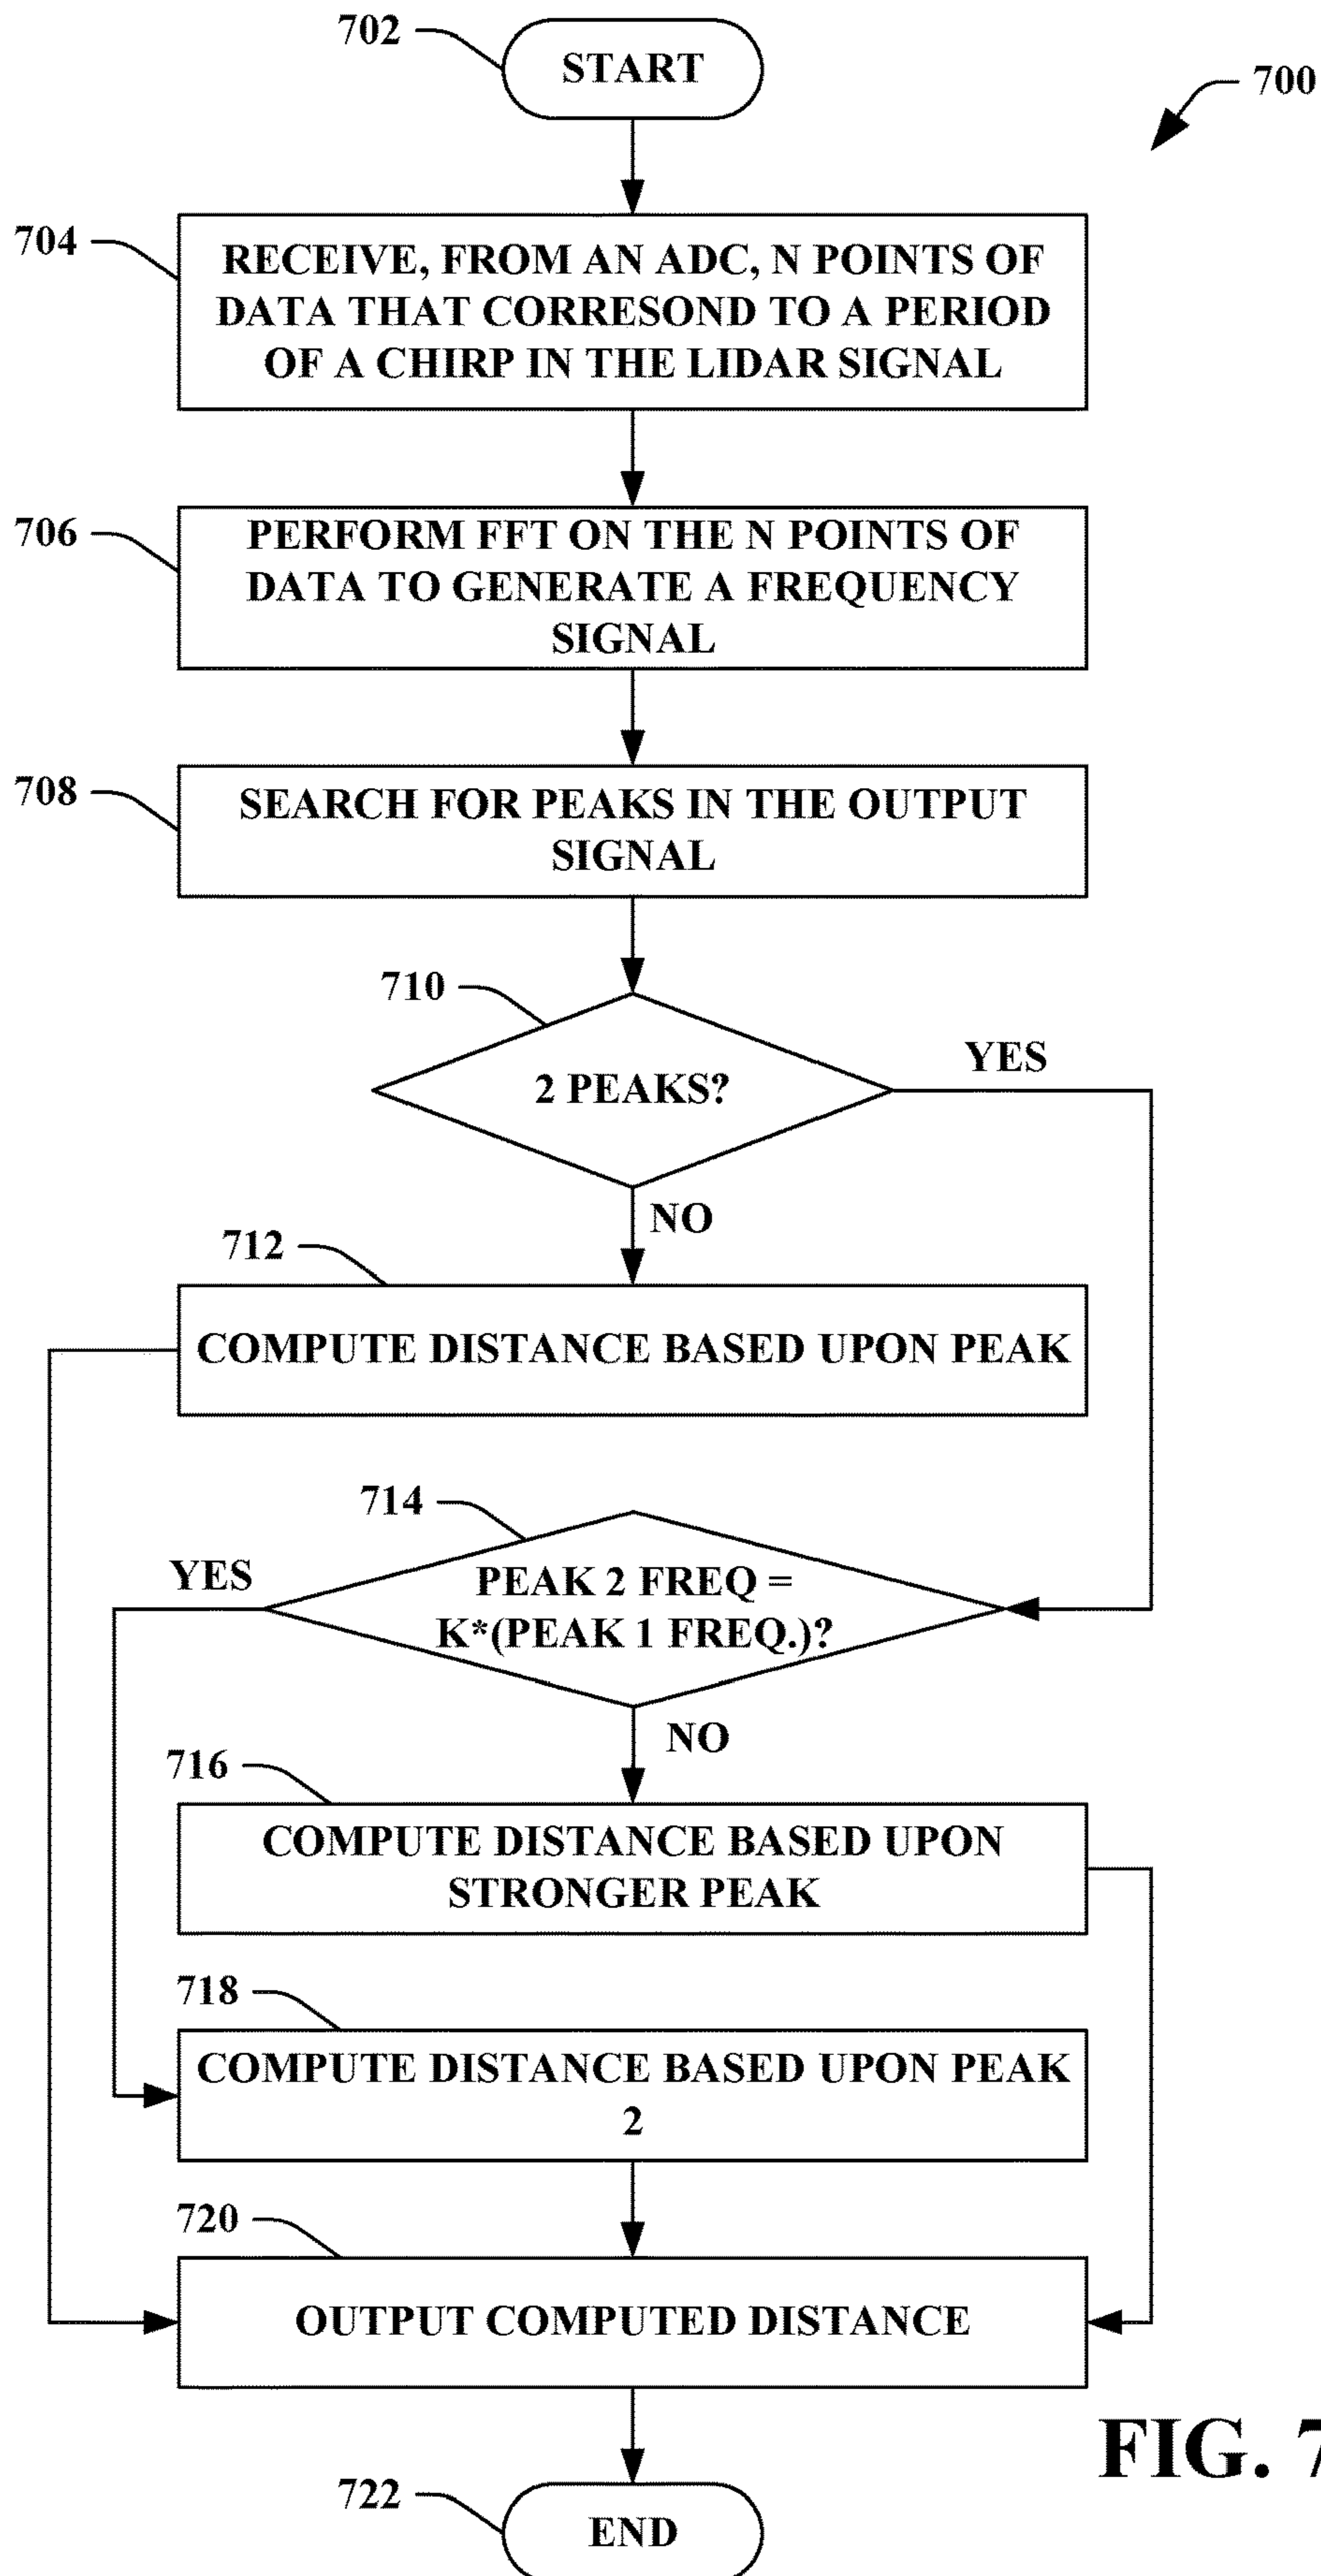 702
START
700
704
RECEIVE, FROM AN ADC, N POINTS OF
DATA THAT CORRESOND TO A PERIOD
OF A CHIRP IN THE LIDAR SIGNAL
706
PERFORM FFT ON THE N POINTS OF
DATA TO GENERATE A FREQUENCY
SIGNAL
708
SEARCH FOR PEAKS IN THE OUTPUT
SIGNAL
710
2 PEAKS?
YES
NO
712
COMPUTE DISTANCE BASED UPON PEAK
714
YES
PEAK 2 FREQ =
K*(PEAK 1 FREQ.)?
NO
716
COMPUTE DISTANCE BASED UPON
STRONGER PEAK
718
COMPUTE DISTANCE BASED UPON PEAK
2
720
OUTPUT COMPUTED DISTANCE
FIG. 7
722
END